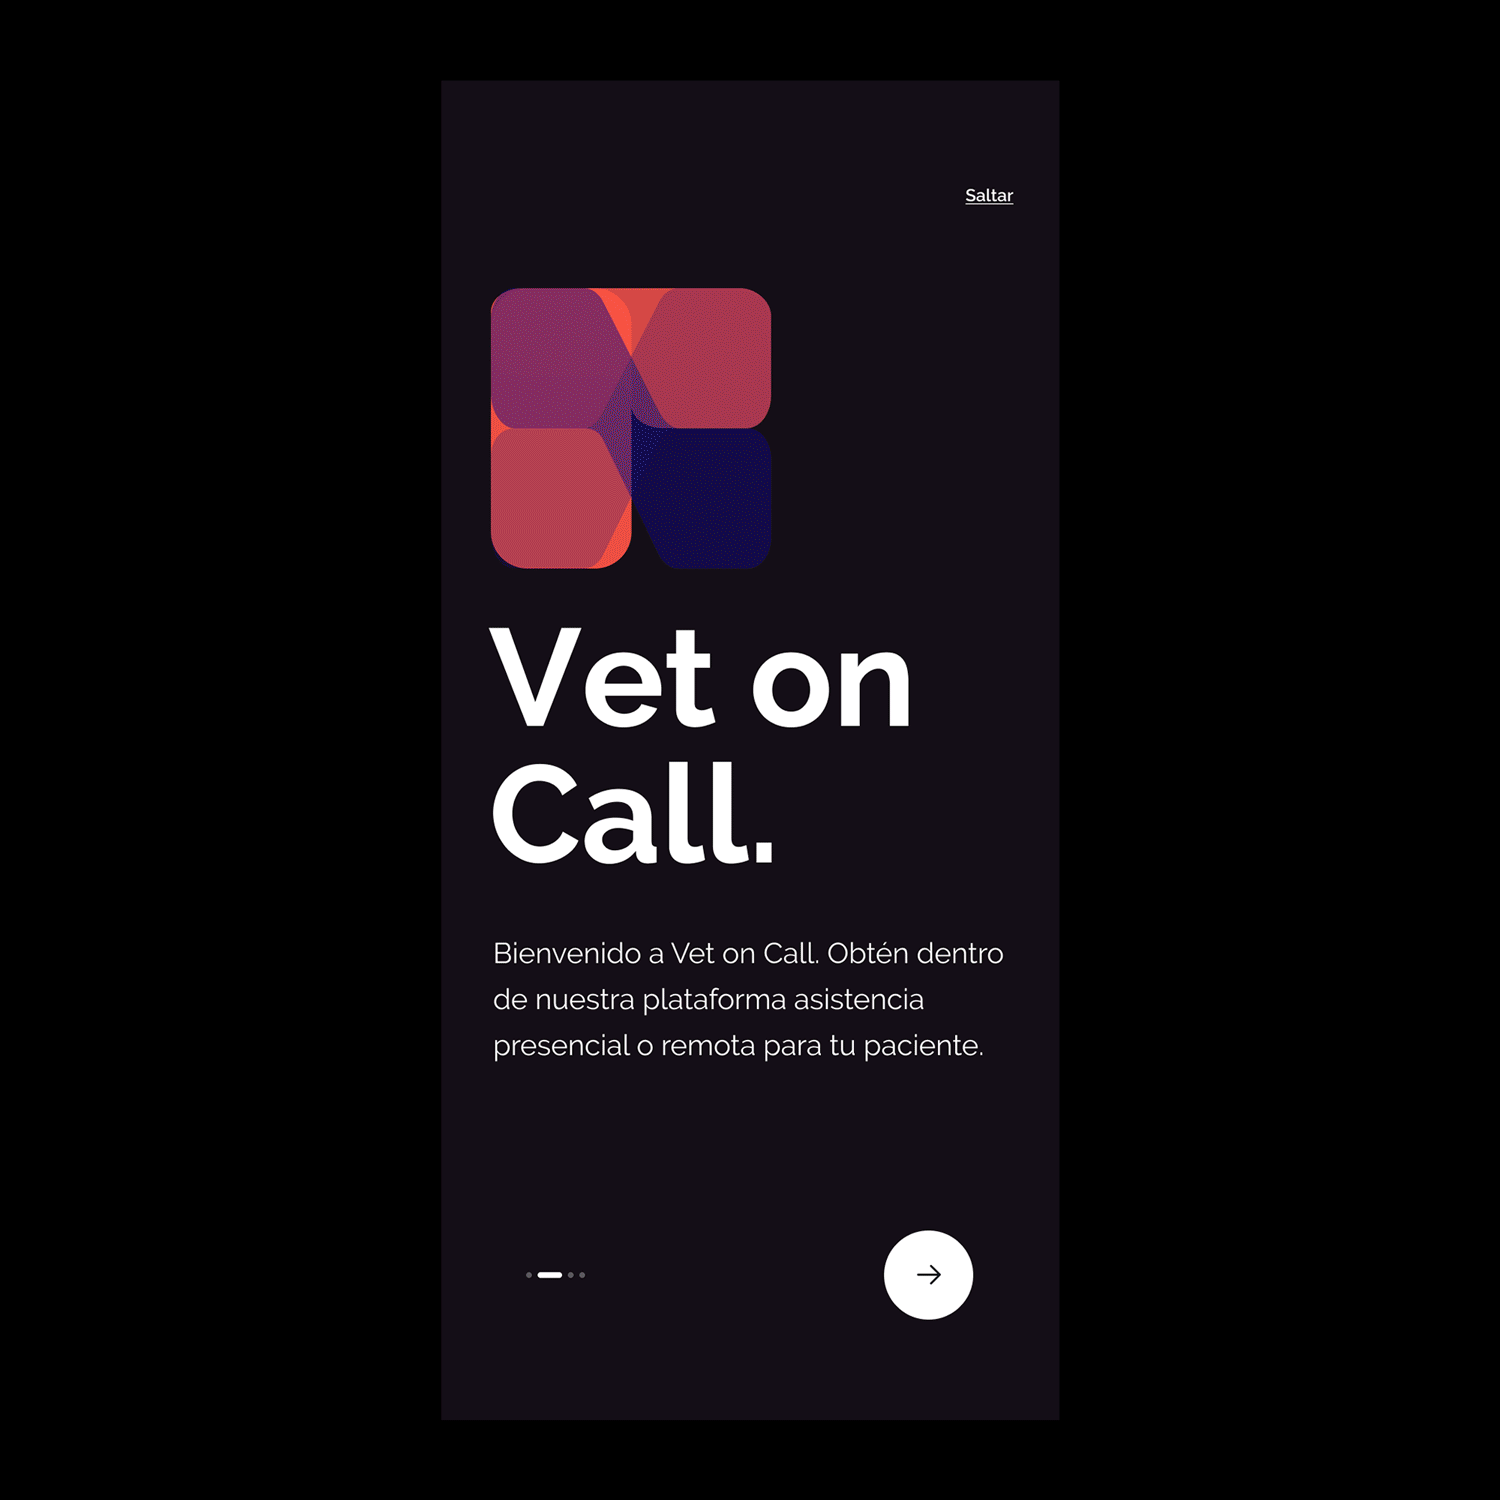 Saltar
Vet on
Call.
Bienvenido a Vet on Call. Obtén dentro
de nuestra plataforma asistencia
presencial o remota para tu paciente.